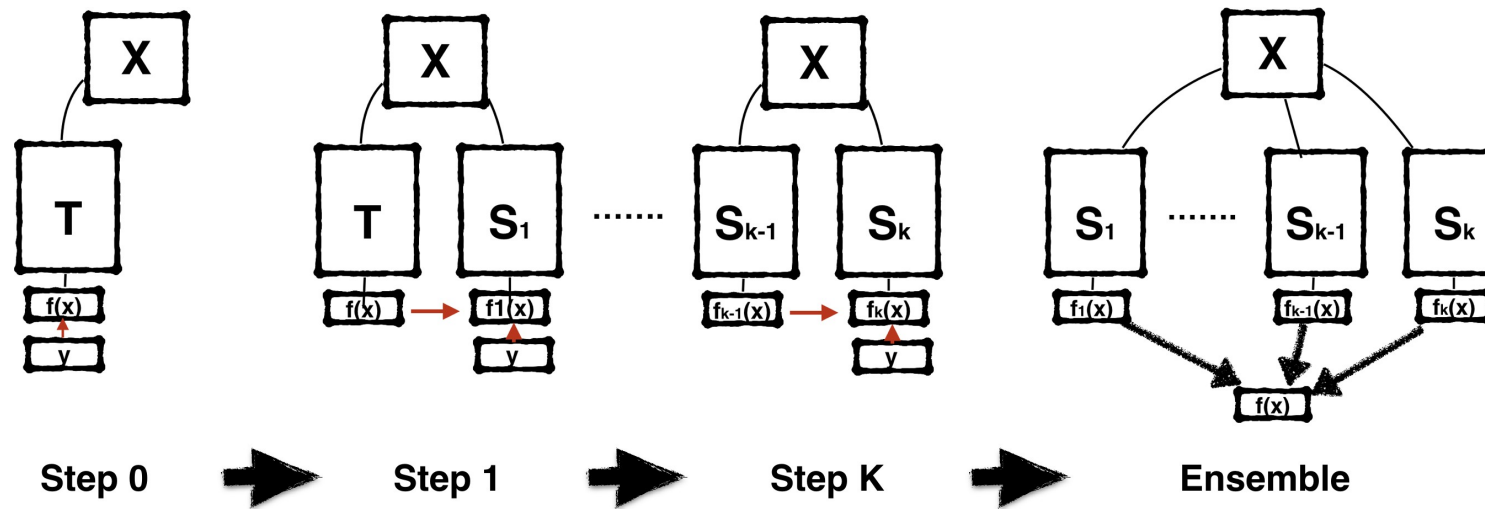 X
T
f(x)
y
Step 0
X
T
S1
f(x)
f1(x)
y
Step 1
.......
X
Sk-1
Sk
fk-1(x)
fk(x)
y
Step K
X
S1
.......
Sk-1
Sk
f1(x)
fk-1(x)
fk(x)
f(x)
Ensemble